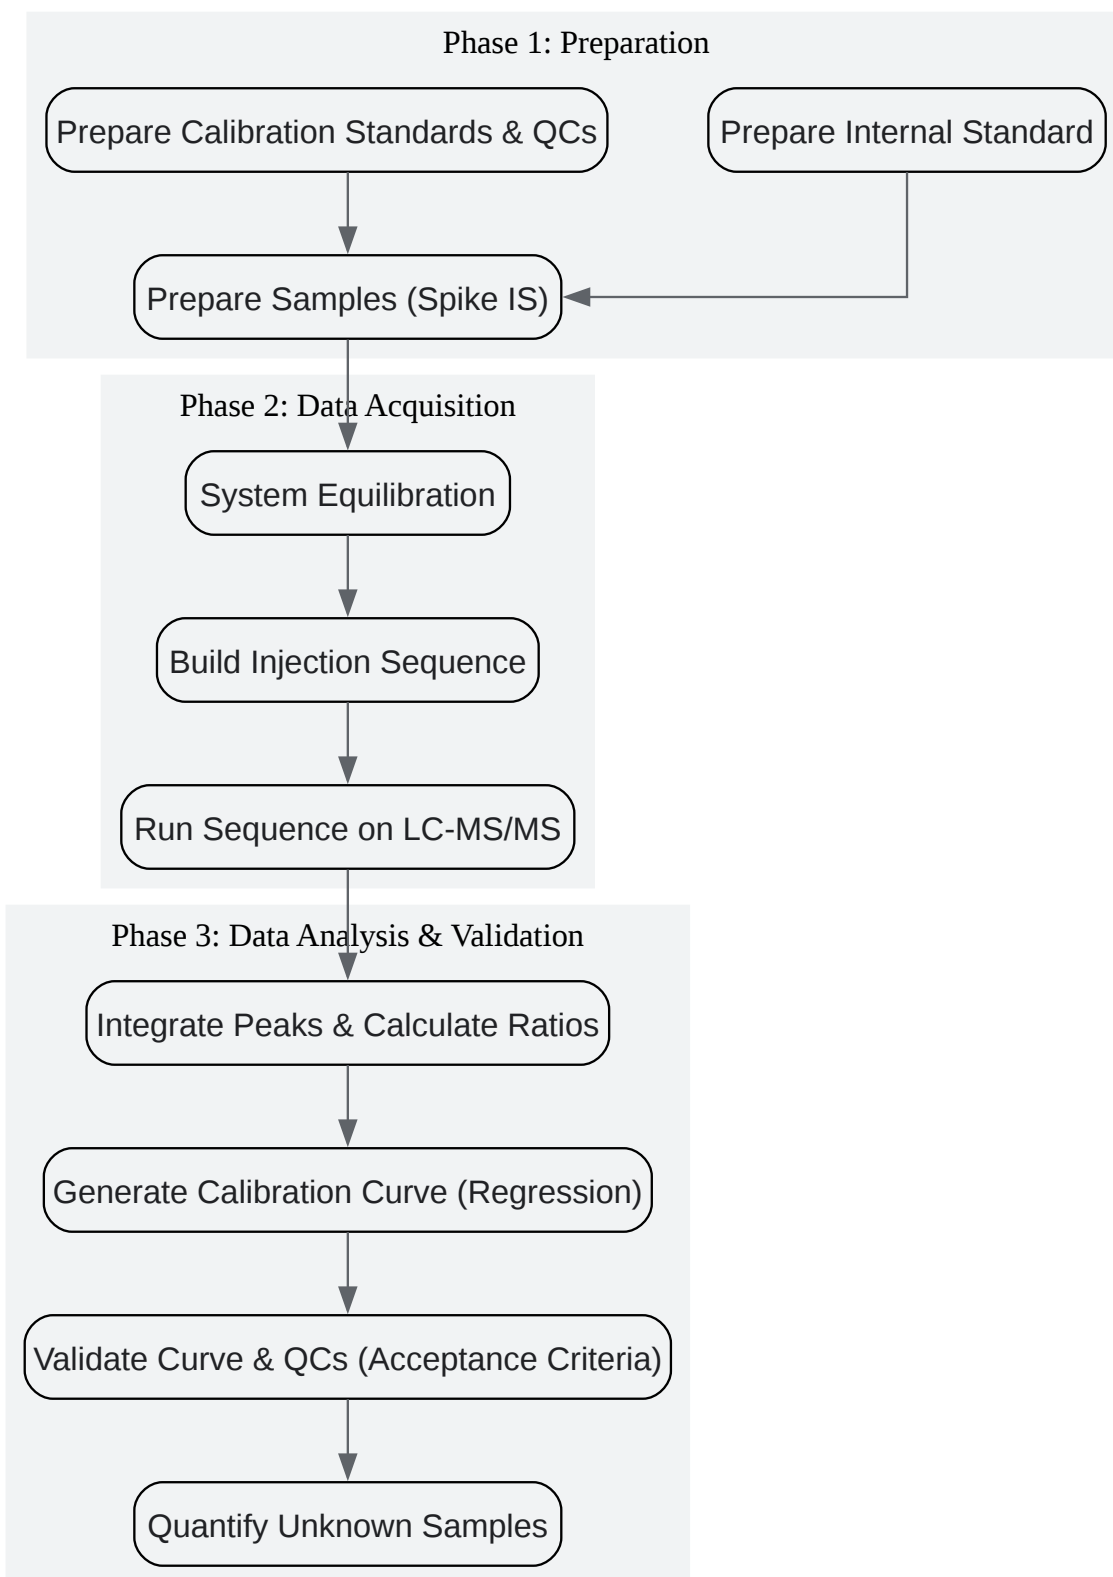 Phase 1: Preparation
Prepare Calibration Standards & QCs
Prepare Internal Standard
Prepare Samples (Spike IS)
Phase 2: Data Acquisition
System Equilibration
Build Injection Sequence
Run Sequence on LC-MS/MS
Phase 3: Data Analysis & Validation
Integrate Peaks & Calculate Ratios
Generate Calibration Curve (Regression)
Validate Curve & QCs (Acceptance Criteria)
Quantify Unknown Samples